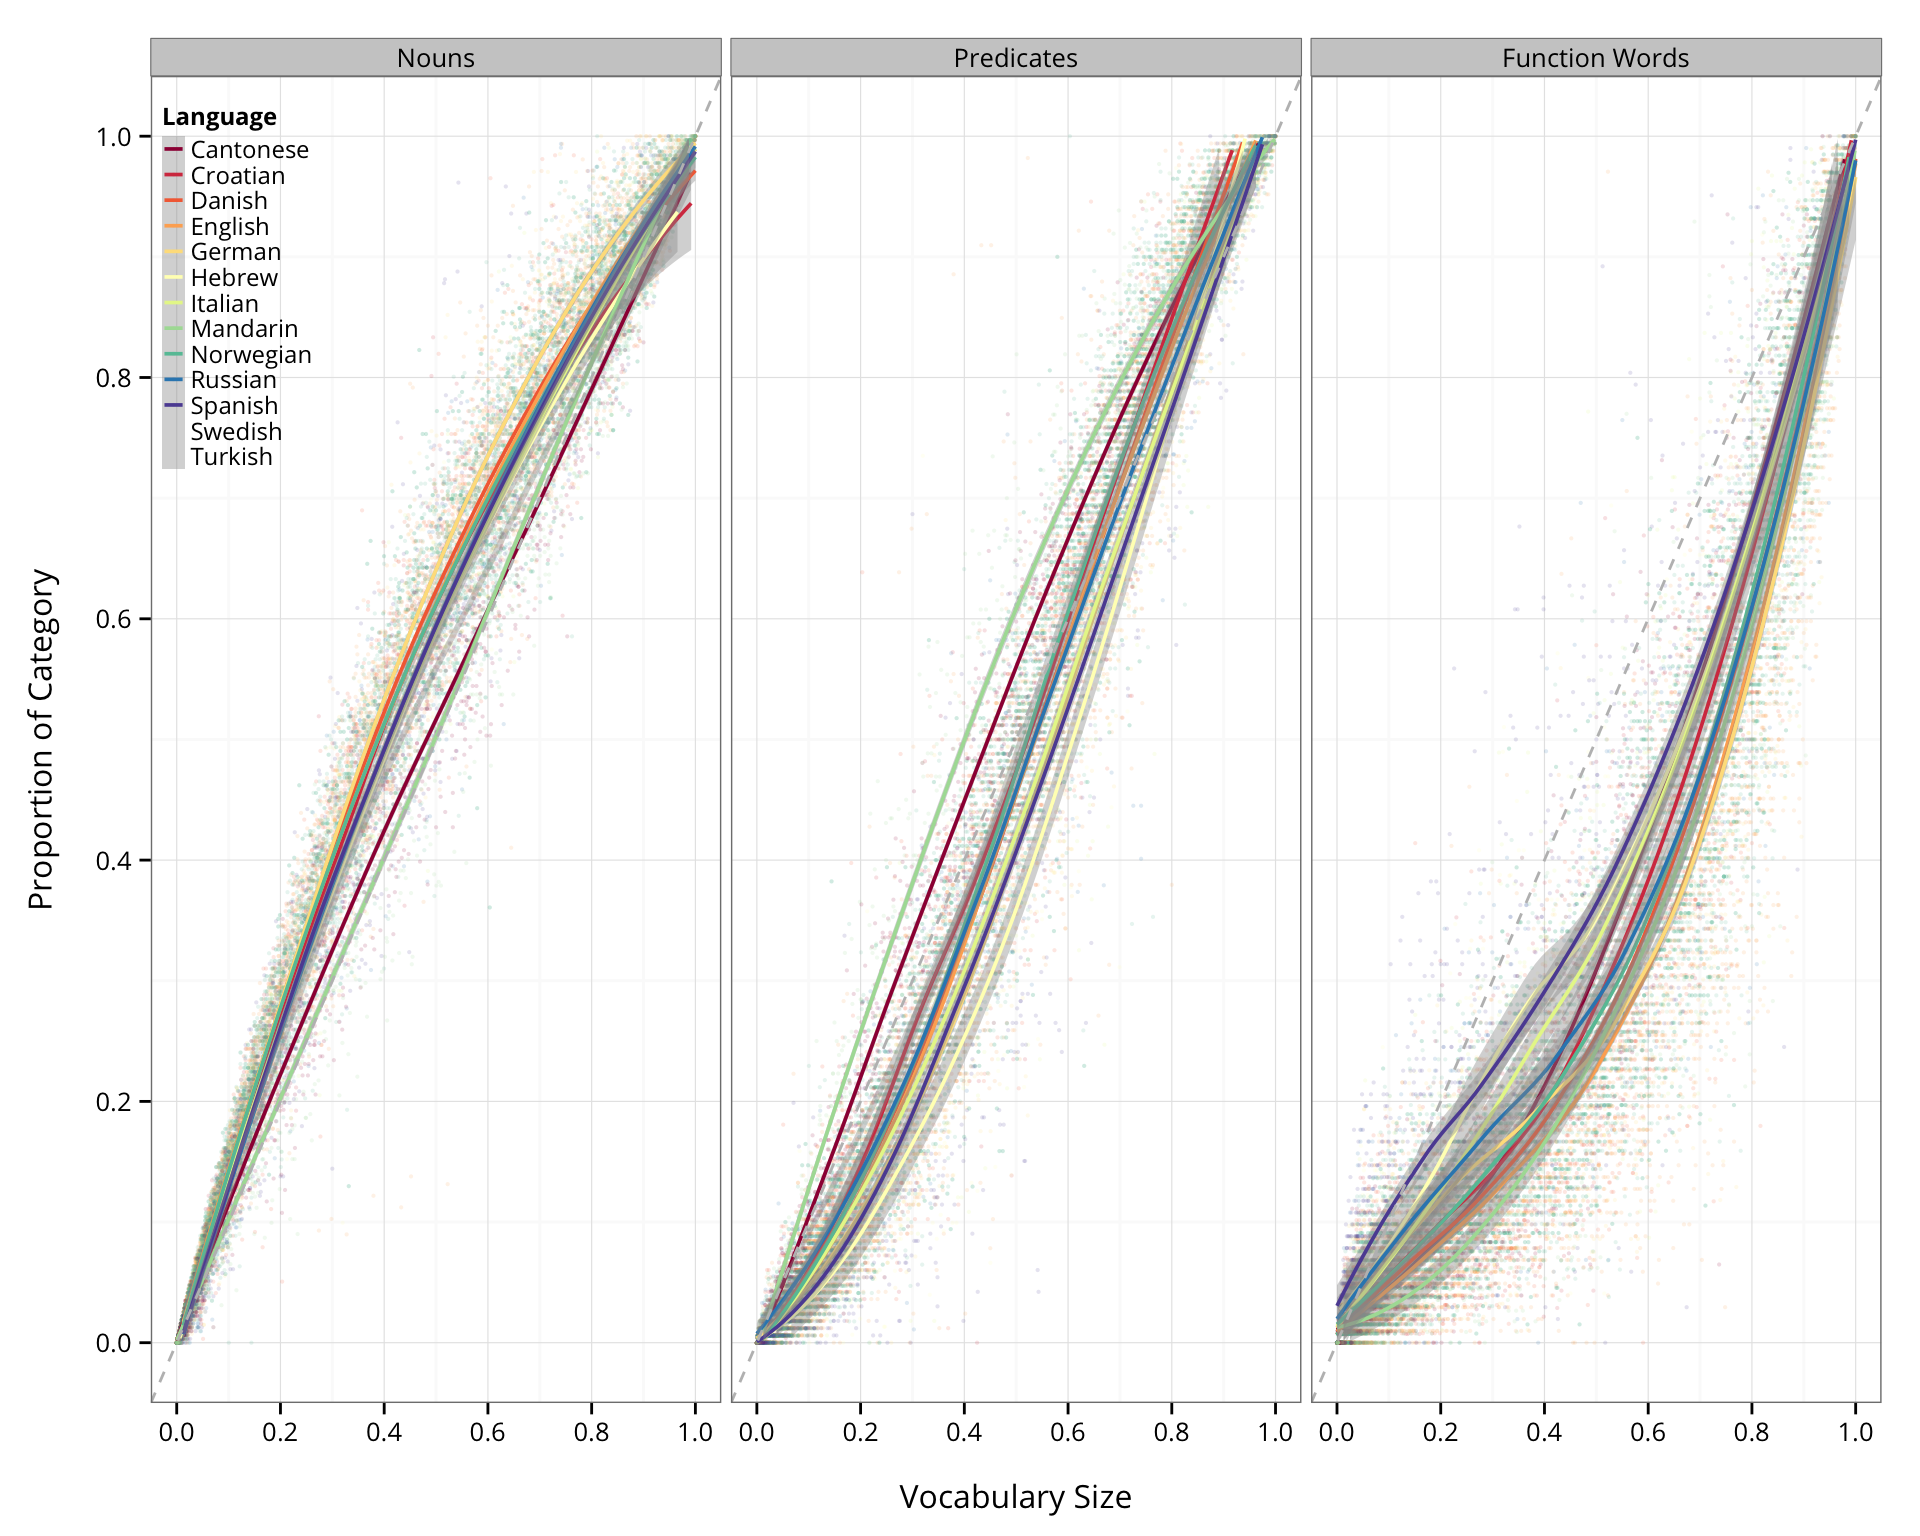 Nouns
Predicates
Function Words
Language
Cantonese
Croatian
Danish
English
German
Hebrew
Italian
Mandarin
Norwegian
Russian
Spanish
Swedish
Turkish
Proportion of Category
1.0
0.8
0.6
0.4
0.2
0.0
0.0 0.2 0.4 0.6 0.8 1.0
0.0 0.2 0.4 0.6 0.8 1.0
0.0 0.2 0.4 0.6 0.8 1.0
Vocabulary Size